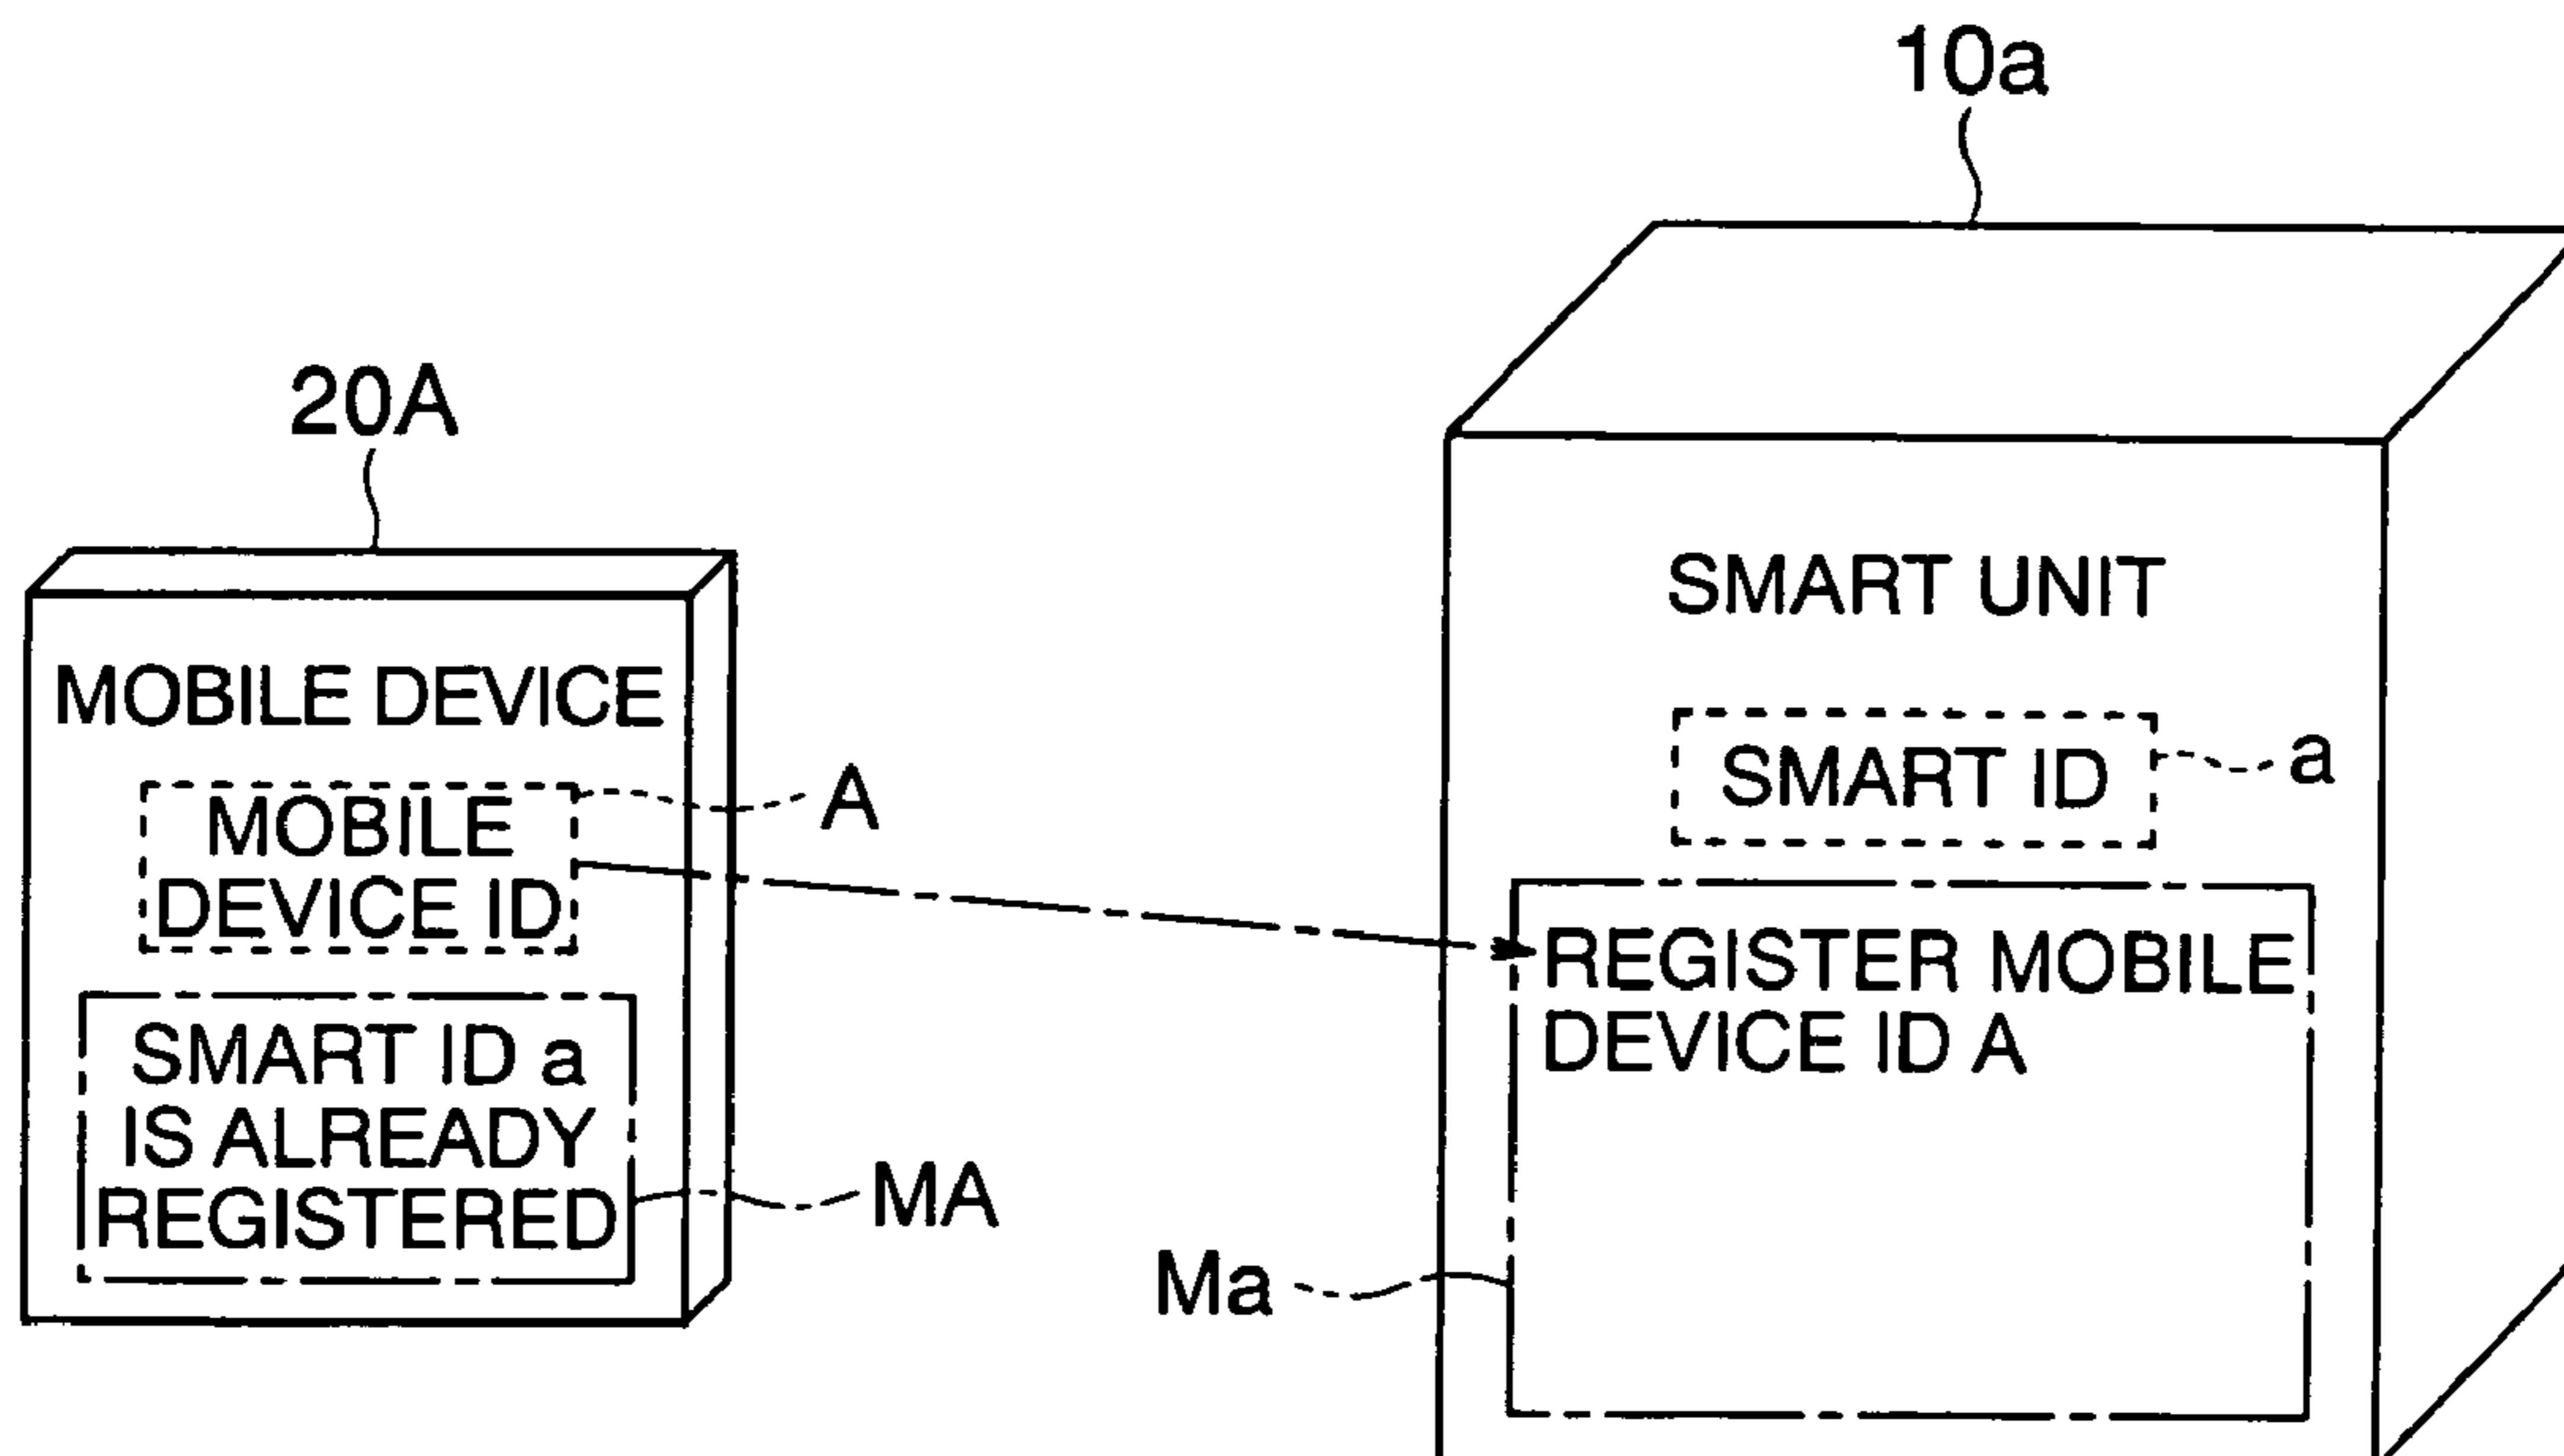 10a
20A
SMART UNIT
MOBILE DEVICE
SMART ID
a
A
MOBILE
DEVICE ID
REGISTER MOBILE
DEVICE ID A
SMART ID a
IS ALREADY
REGISTERED
MA
Ma